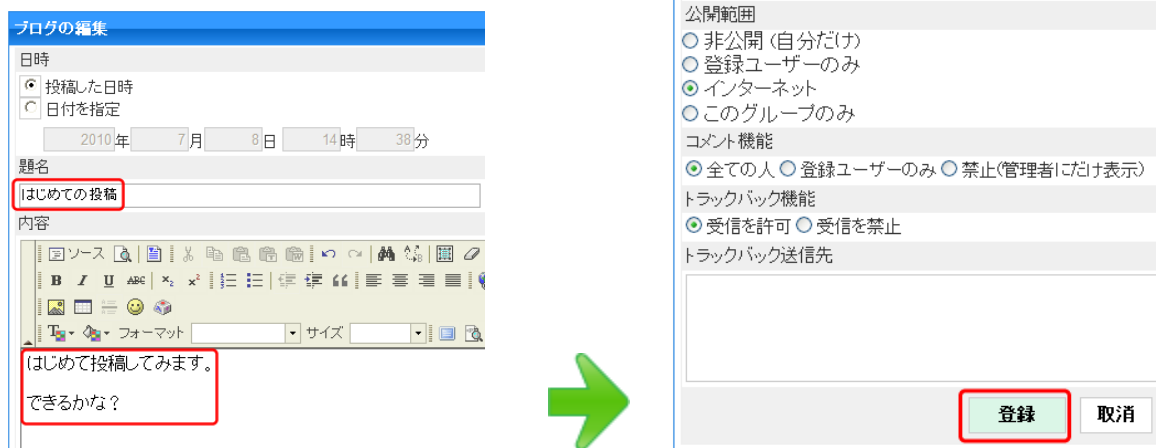 ブログの編集
日時
投稿した日時
日付を指定
2010年 7月 8日 14時 38分
題名
はじめての投稿
内容
ソース
B I U ABC x₂ x²
フォーマット サイズ
はじめて投稿してみます。
できるかな？
公開範囲
非公開(自分だけ)
登録ユーザーのみ
インターネット
このグループのみ
コメント機能
全ての人 登録ユーザーのみ 禁止(管理者にだけ表示)
トラックバック機能
受信を許可 受信を禁止
トラックバック送信先
登録 取消